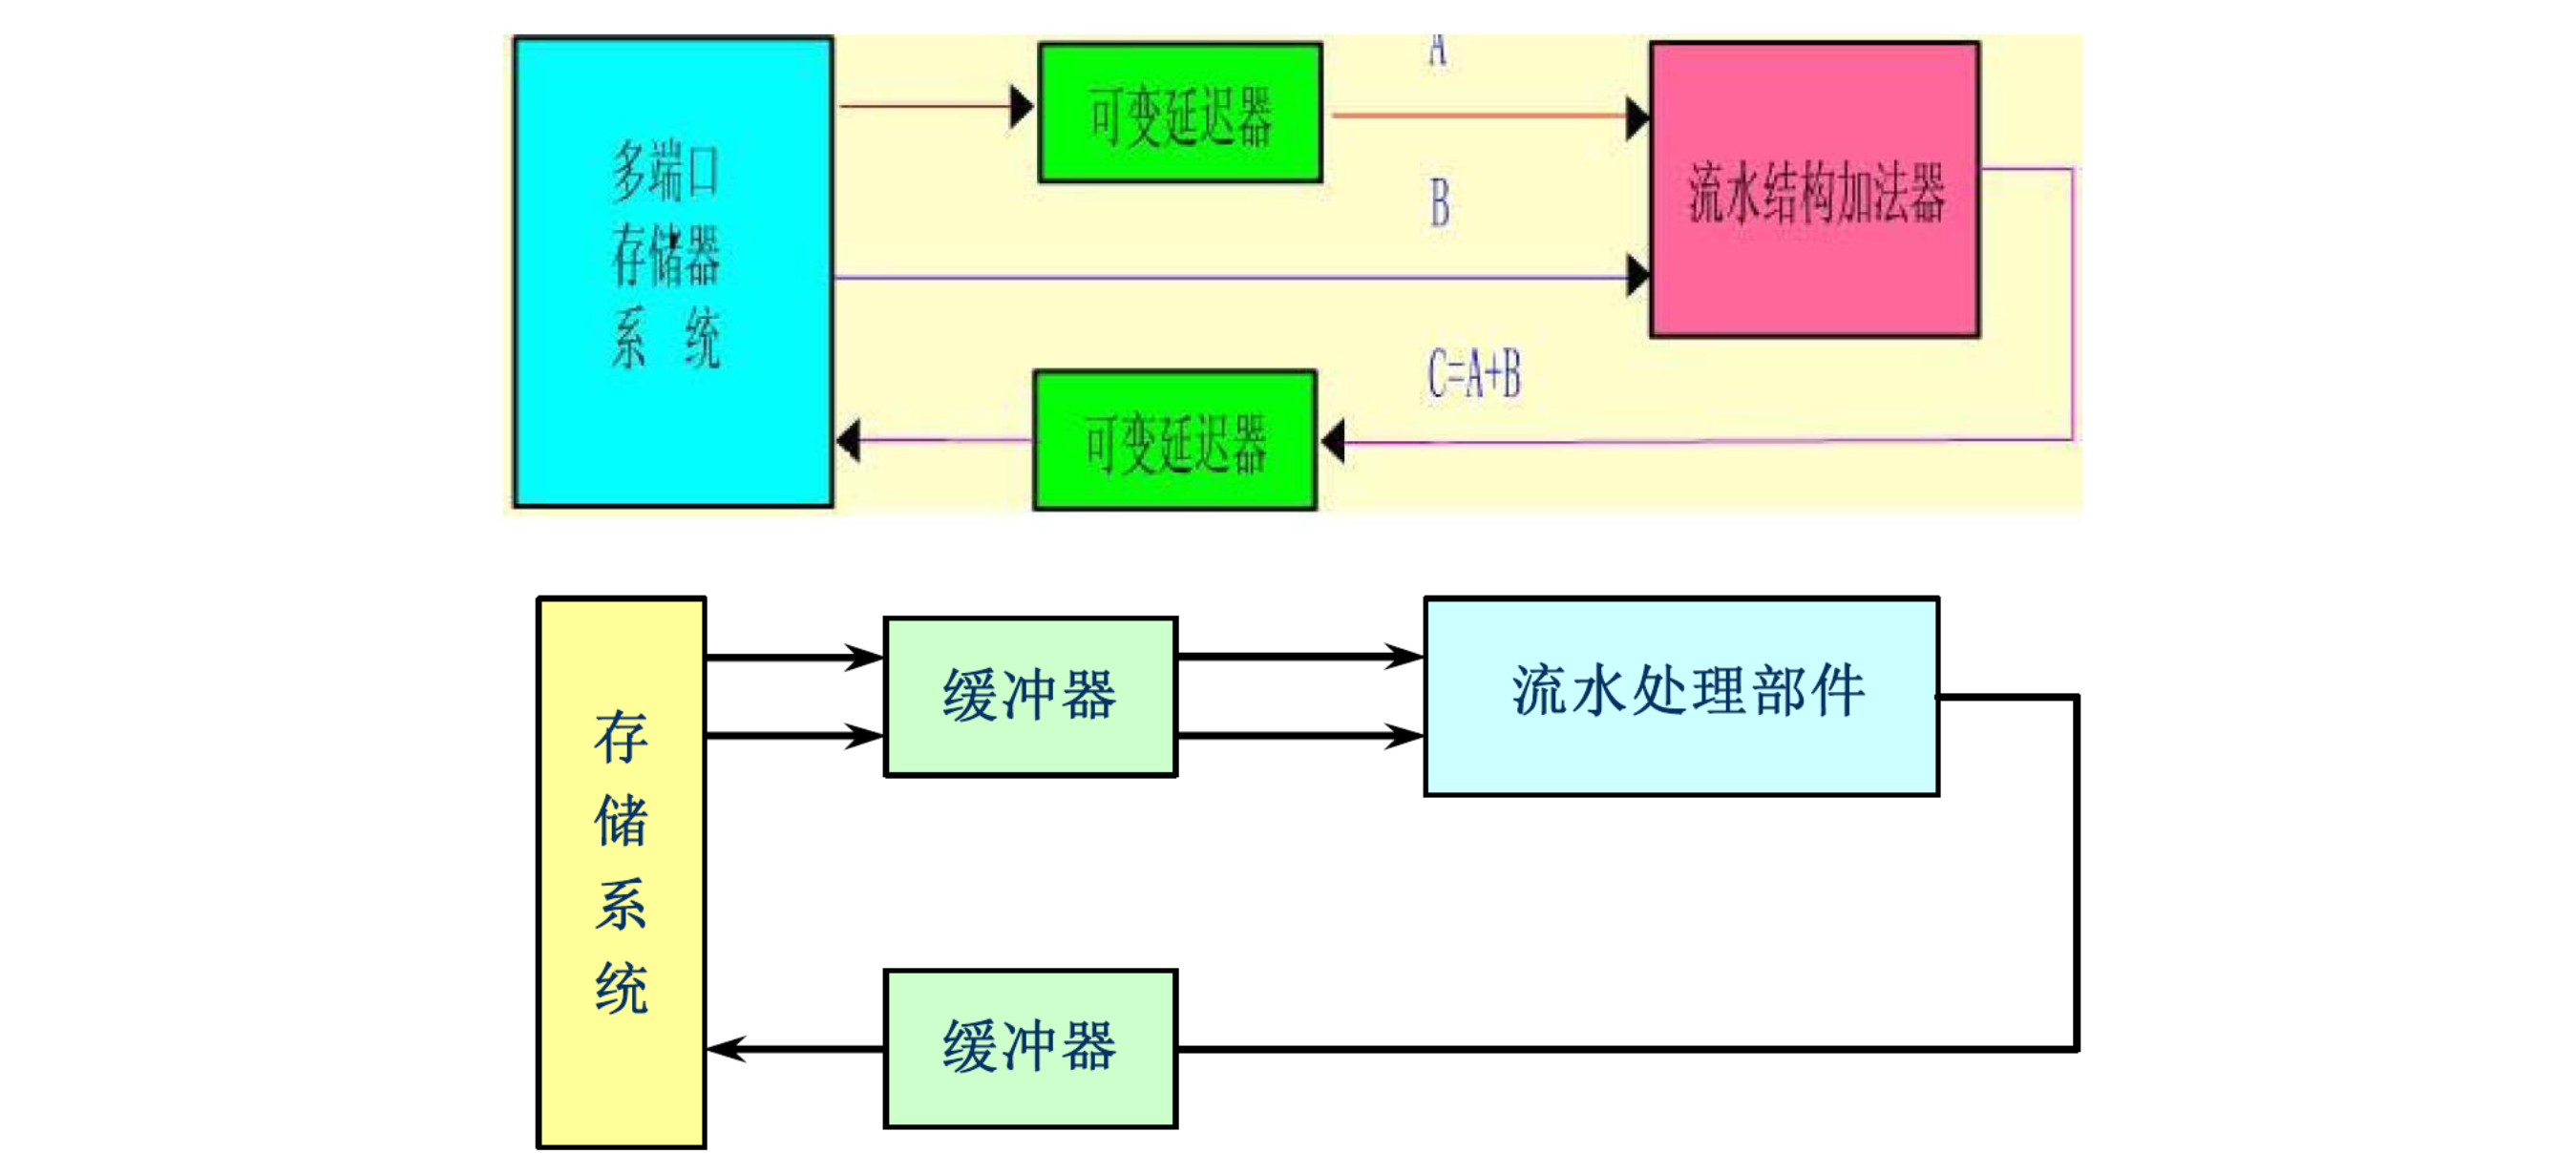 A
可变延迟器
多端口
存储器
系 统
B
流水结构加法器
C=A+B
可变延迟器
存
储
系
统
缓冲器
流水处理部件
缓冲器